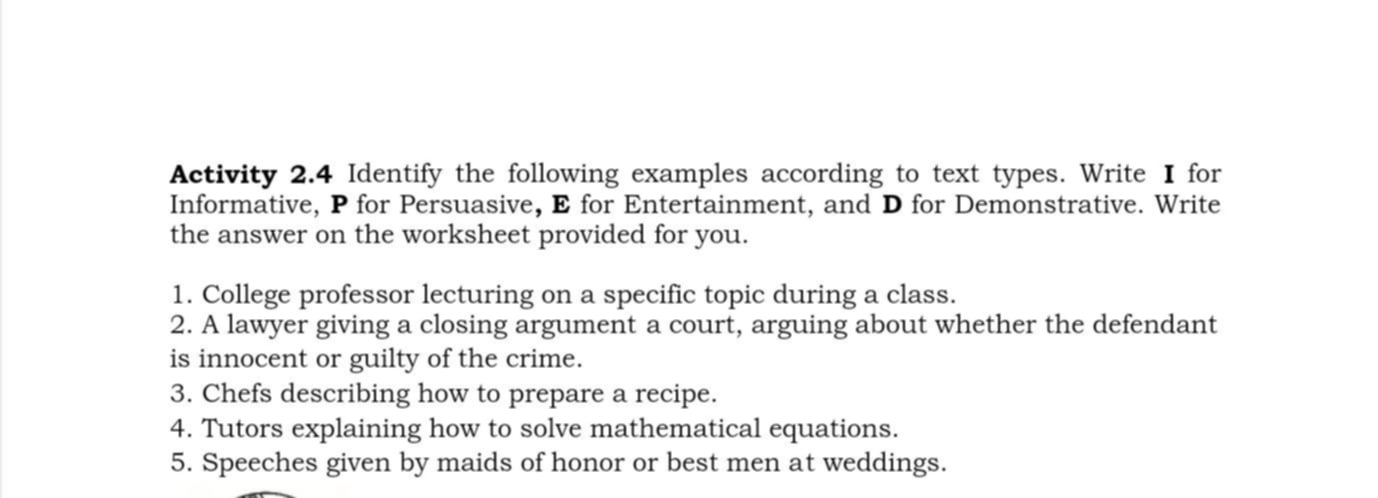 Activity 2.4 Identify the following examples according to text types. Write I for
Informative, P for Persuasive, E for Entertainment, and D for Demonstrative. Write
the answer on the worksheet provided for you.
1. College professor lecturing on a specific topic during a class.
2. A lawyer giving a closing argument a court, arguing about whether the defendant
is innocent or guilty of the crime.
3. Chefs describing how to prepare a recipe.
4. Tutors explaining how to solve mathematical equations.
5. Speeches given by maids of honor or best men at weddings.